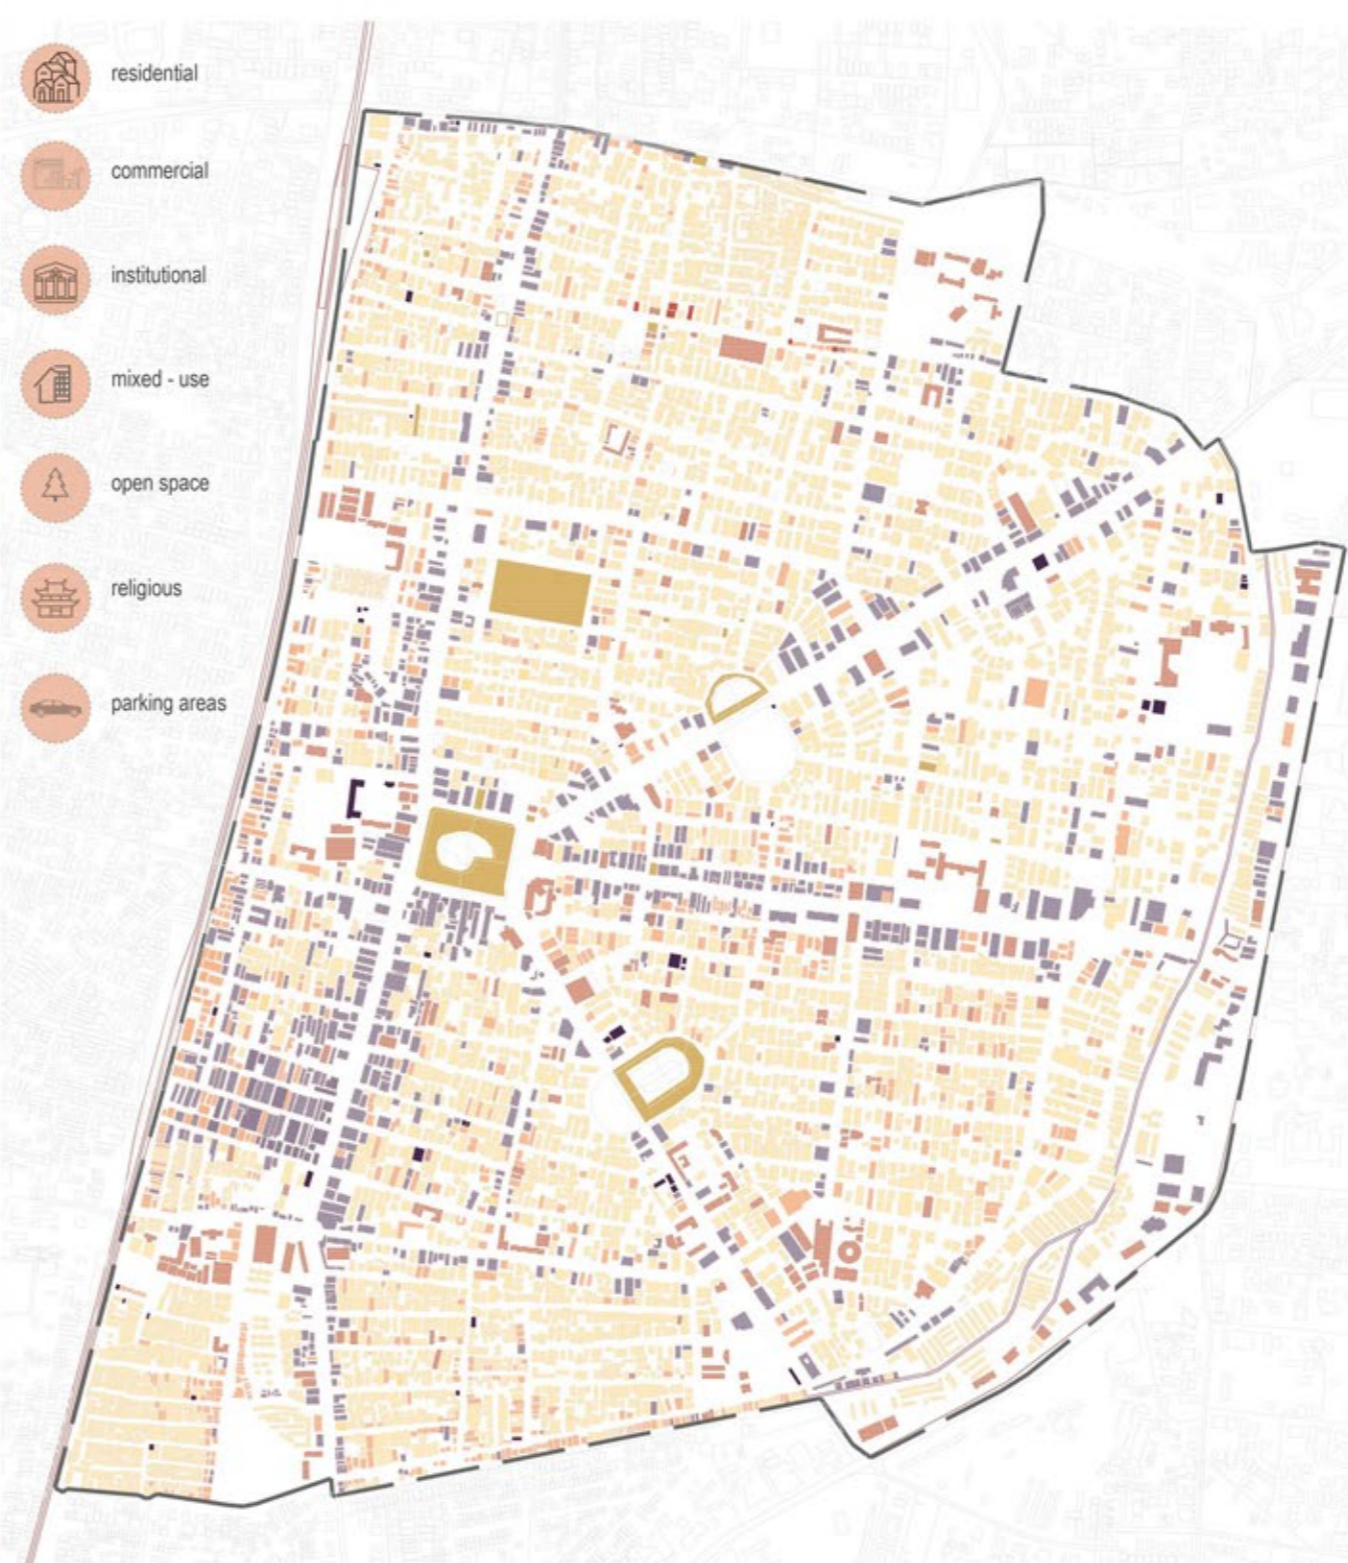 residential
commercial
institutional
mixed - use
open space
religious
parking areas